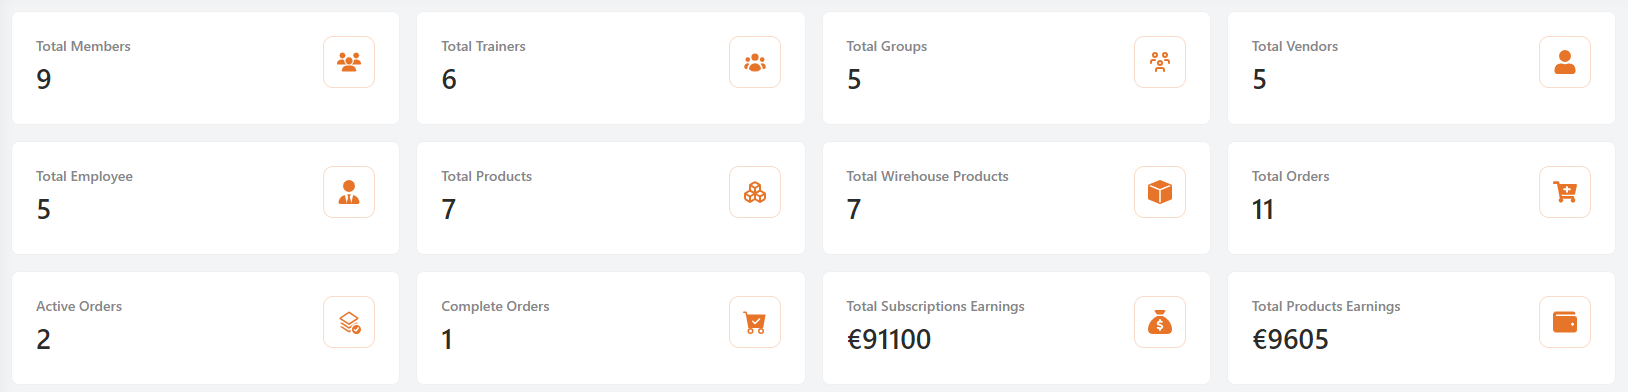 Total Members
9
Total Trainers
6
Total Groups
5
Total Vendors
5
Total Employee
5
Total Products
7
Total Wirehouse Products
7
Total Orders
11
Active Orders
2
Complete Orders
1
Total Subscriptions Earnings
€91100
Total Products Earnings
€9605